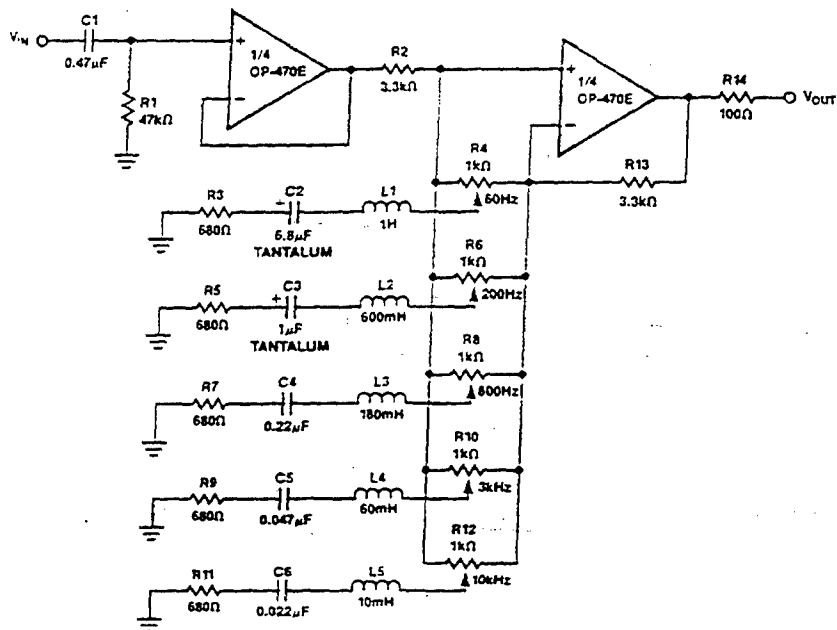 C1
V_IN
0.47µF
R1
47kΩ
+
1/4
OP-470E
−
R2
3.3kΩ
+
1/4
OP-470E
−
R14
100Ω
V_OUT
R13
3.3kΩ
R4
1kΩ
60Hz
R3
680Ω
+
C2
6.8µF
TANTALUM
L1
1H
R6
1kΩ
200Hz
R5
680Ω
+
C3
1µF
TANTALUM
L2
600mH
R8
1kΩ
800Hz
R7
680Ω
C4
0.22µF
L3
180mH
R10
1kΩ
3kHz
R9
680Ω
C5
0.047µF
L4
60mH
R12
1kΩ
10kHz
R11
680Ω
C6
0.022µF
L5
10mH